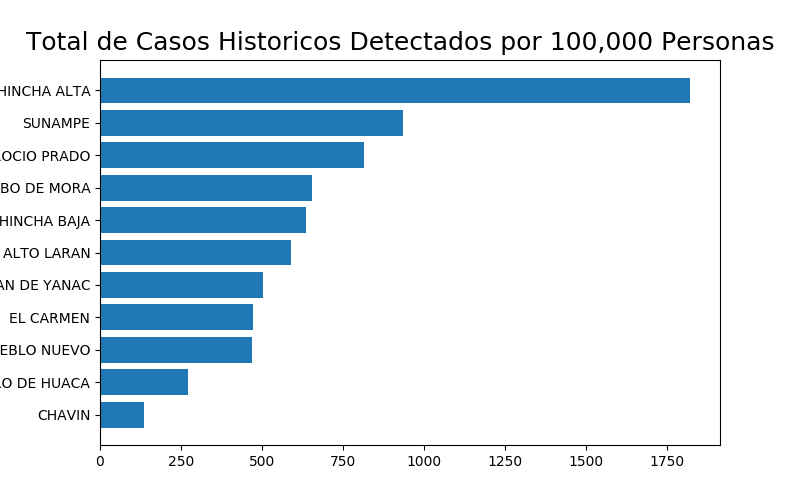 Total de Casos Historicos Detectados por 100,000 Personas
HINCHA ALTA
SUNAMPE
OCIO PRADO
BO DE MORA
HINCHA BAJA
ALTO LARAN
AN DE YANAC
EL CARMEN
EBLO NUEVO
O DE HUACA
CHAVIN
0 250 500 750 1000 1250 1500 1750